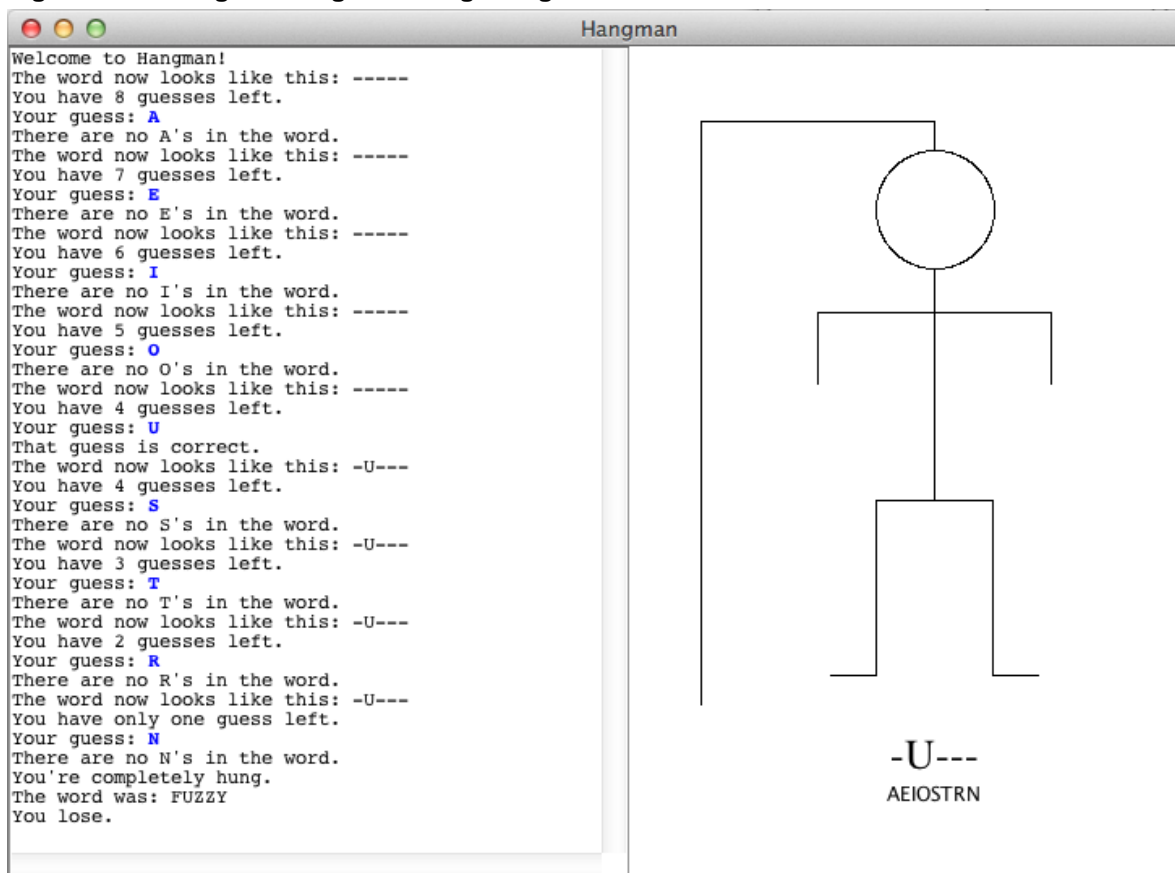 Hangman
Welcome to Hangman!
The word now looks like this: -----
You have 8 guesses left.
Your guess: A
There are no A's in the word.
The word now looks like this: -----
You have 7 guesses left.
Your guess: E
There are no E's in the word.
The word now looks like this: -----
You have 6 guesses left.
Your guess: I
There are no I's in the word.
The word now looks like this: -----
You have 5 guesses left.
Your guess: O
There are no O's in the word.
The word now looks like this: -----
You have 4 guesses left.
Your guess: U
That guess is correct.
The word now looks like this: -U---
You have 4 guesses left.
Your guess: S
There are no S's in the word.
The word now looks like this: -U---
You have 3 guesses left.
Your guess: T
There are no T's in the word.
The word now looks like this: -U---
You have 2 guesses left.
Your guess: R
There are no R's in the word.
The word now looks like this: -U---
You have only one guess left.
Your guess: N
There are no N's in the word.
You're completely hung.
The word was: FUZZY
You lose.
-U---
AEIOSTRN